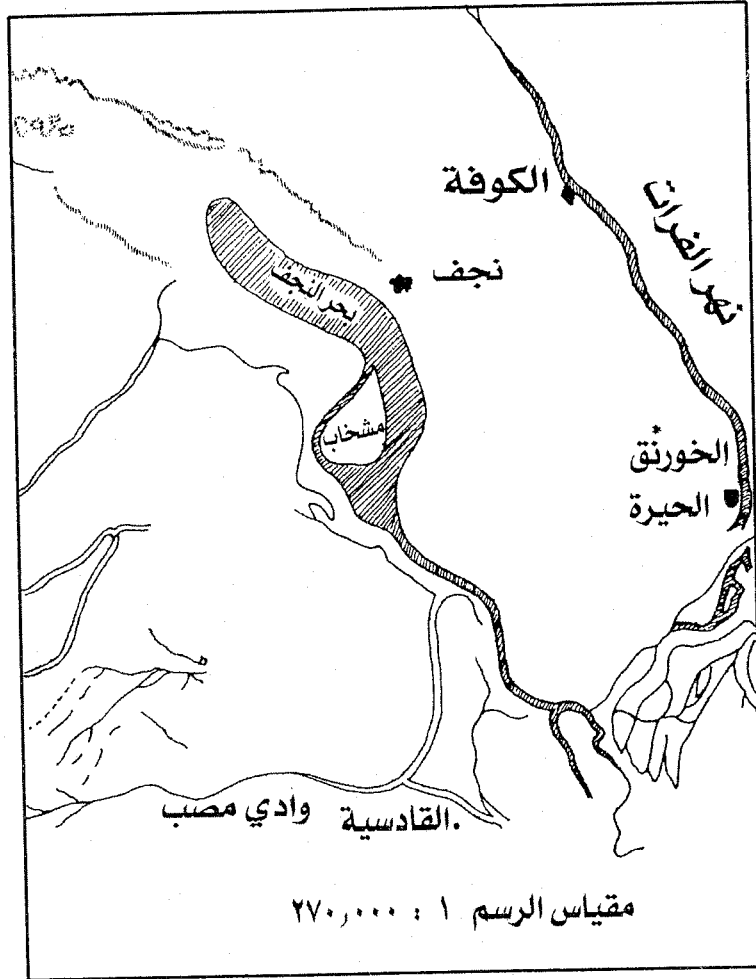 الكوفة
نهر الفرات
نجف
بحر النجف
مشخاب
الخورنق
الحيرة
وادي مصب القادسية
مقياس الرسم ١ : ٢٧٠,٠٠٠